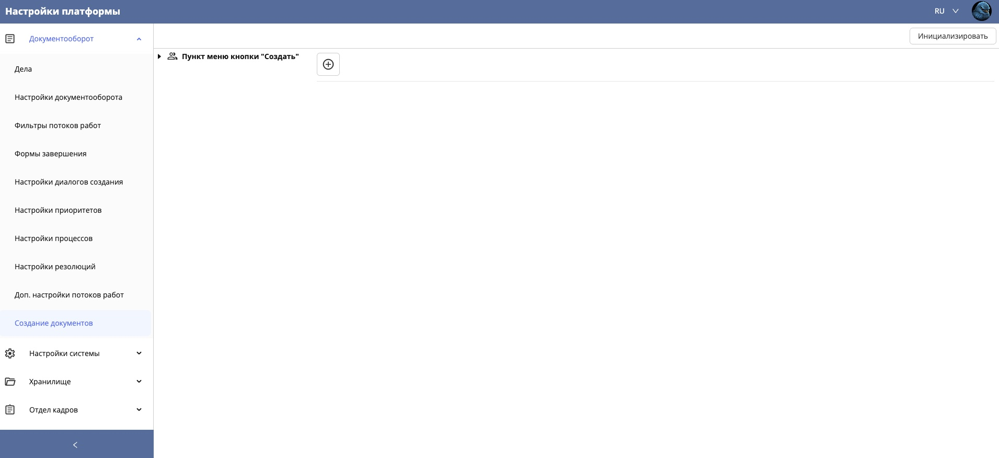 Настройки платформы
RU
Документооборот
Инициализировать
Дела
Пункт меню кнопки "Создать"
Настройки документооборота
Фильтры потоков работ
Формы завершения
Настройки диалогов создания
Настройки приоритетов
Настройки процессов
Настройки резолюций
Доп. настройки потоков работ
Создание документов
Настройки системы
Хранилище
Отдел кадров